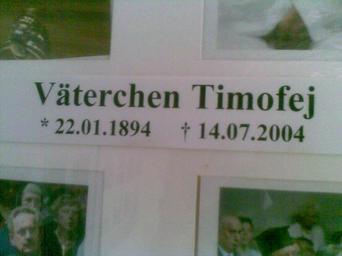 Väterchen Timofej
* 22.01.1894 † 14.07.2004